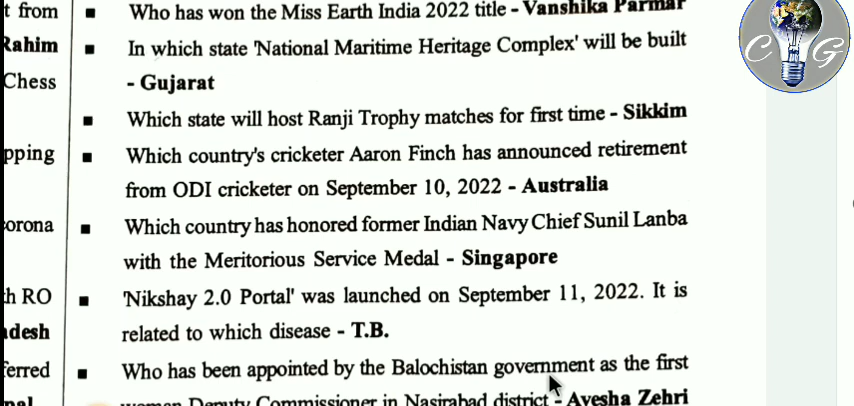 t from
Rahim
Chess
pping
orona
h RO
desh
ferred
▪ Who has won the Miss Earth India 2022 title - Vanshika Parmar
▪ In which state 'National Maritime Heritage Complex' will be built
- Gujarat
▪ Which state will host Ranji Trophy matches for first time - Sikkim
▪ Which country's cricketer Aaron Finch has announced retirement
from ODI cricketer on September 10, 2022 - Australia
▪ Which country has honored former Indian Navy Chief Sunil Lanba
with the Meritorious Service Medal - Singapore
▪ 'Nikshay 2.0 Portal' was launched on September 11, 2022. It is
related to which disease - T.B.
▪ Who has been appointed by the Balochistan government as the first
woman Deputy Commissioner in Nasirabad district - Ayesha Zehri
C G